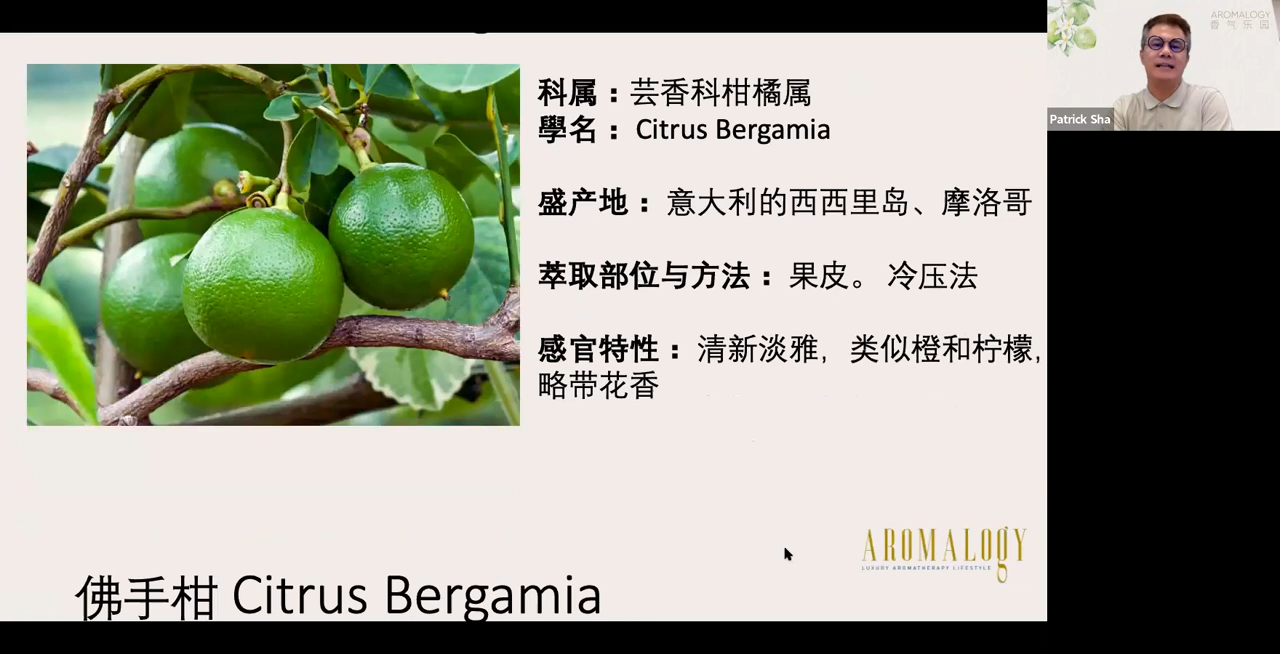 科属：芸香科柑橘属
學名：Citrus Bergamia
盛产地：意大利的西西里岛、摩洛哥
萃取部位与方法：果皮。 冷压法
感官特性：清新淡雅，类似橙和柠檬，
略带花香
AROMALOGY
LUXURY AROMATHERAPY LIFESTYLE
佛手柑 Citrus Bergamia
AROMALOGY
香气乐园
Patrick Sha